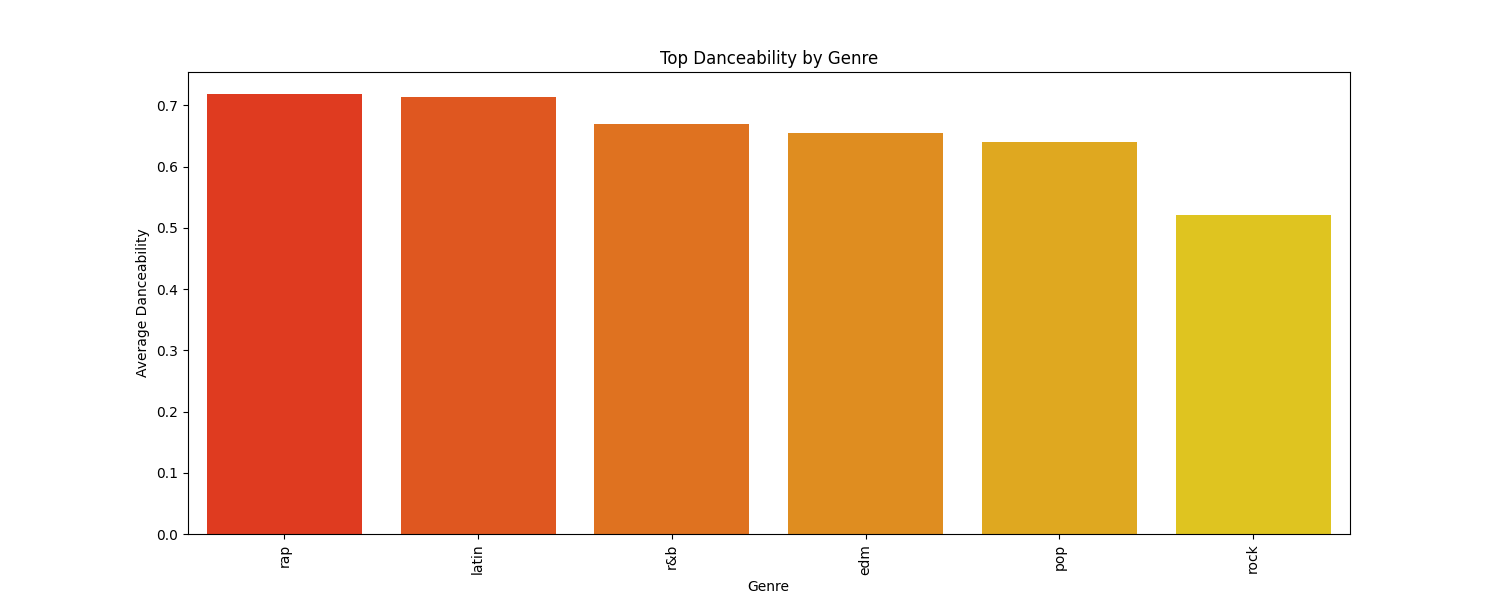 Top Danceability by Genre
Average Danceability
0.7
0.6
0.5
0.4
0.3
0.2
0.1
0.0
rap
latin
r&b
edm
pop
rock
Genre